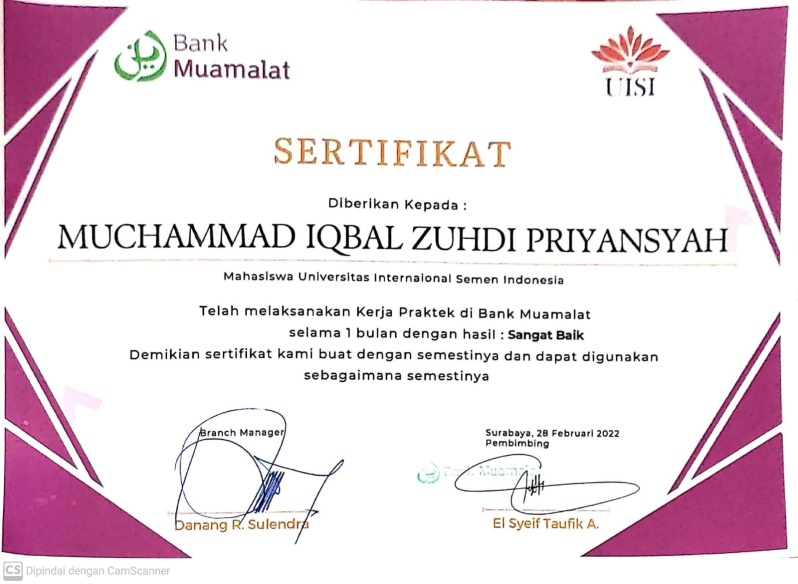 Bank
Muamalat
UISI
SERTIFIKAT
Diberikan Kepada :
MUCHAMMAD IQBAL ZUHDI PRIYANSYAH
Mahasiswa Universitas Internaional Semen Indonesia
Telah melaksanakan Kerja Praktek di Bank Muamalat
selama 1 bulan dengan hasil : Sangat Baik
Demikian sertifikat kami buat dengan semestinya dan dapat digunakan
sebagaimana semestinya
Branch Manager
Surabaya, 28 Februari 2022
Pembimbing
Bank Muamalat
Danang R. Sulendra
El Syeif Taufik A.
CS Dipindai dengan CamScanner